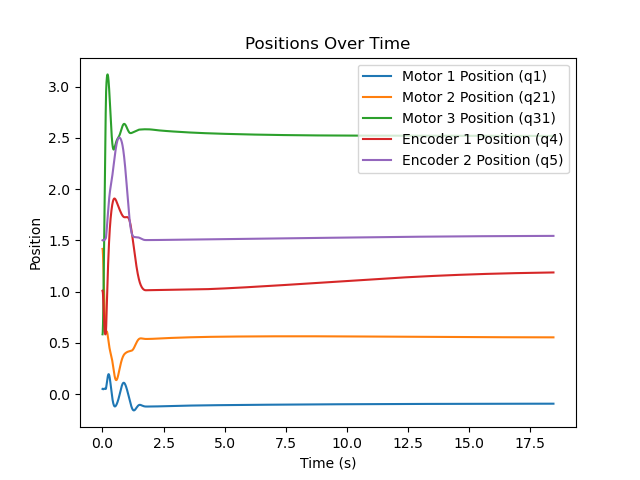 Positions Over Time
Motor 1 Position (q1)
Motor 2 Position (q21)
Motor 3 Position (q31)
Encoder 1 Position (q4)
Encoder 2 Position (q5)
Position
3.0
2.5
2.0
1.5
1.0
0.5
0.0
0.0 2.5 5.0 7.5 10.0 12.5 15.0 17.5
Time (s)